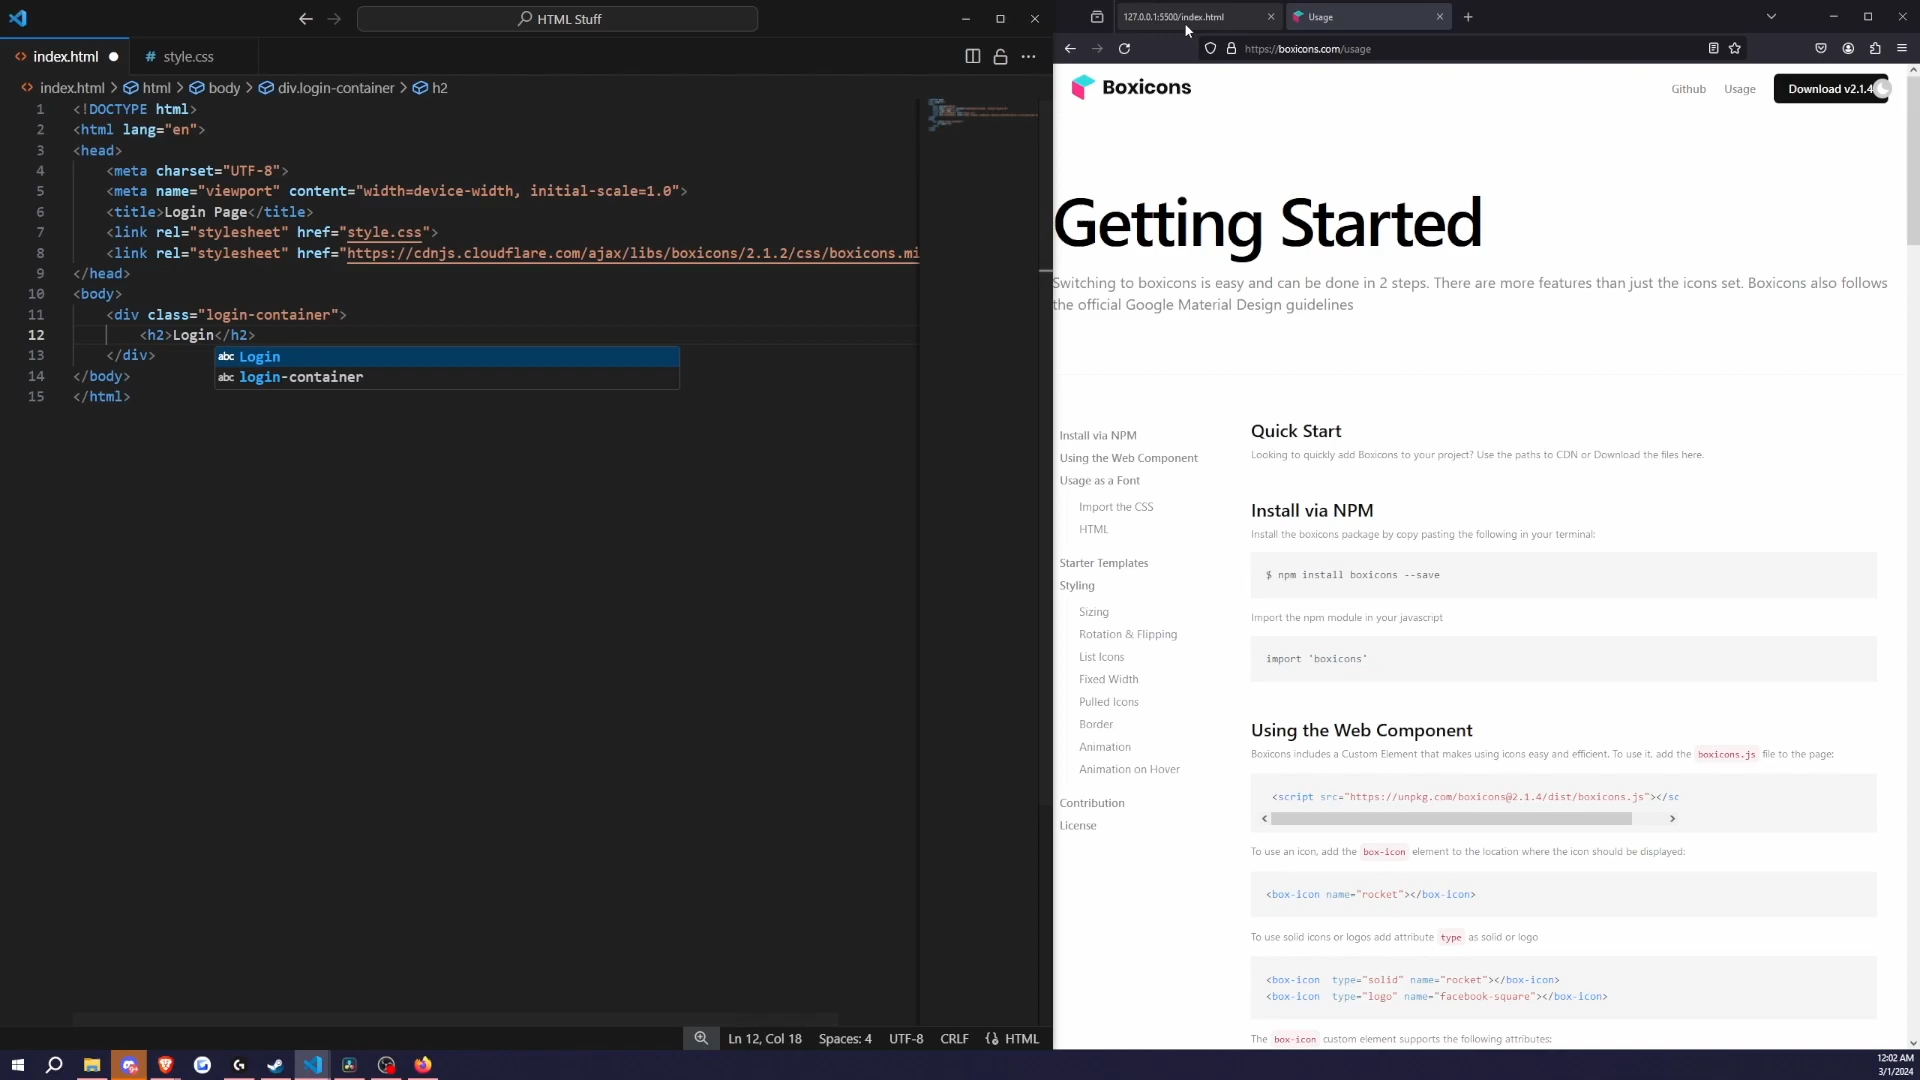 HTML Stuff
index.html
style.css
index.html > html > body > div.login-container > h2
1 <!DOCTYPE html>
2 <html lang="en">
3 <head>
4 <meta charset="UTF-8">
5 <meta name="viewport" content="width=device-width, initial-scale=1.0">
6 <title>Login Page</title>
7 <link rel="stylesheet" href="style.css">
8 <link rel="stylesheet" href="https://cdnjs.cloudflare.com/ajax/libs/boxicons/2.1.2/css/boxicons.mi
9 </head>
10 <body>
11 <div class="login-container">
12 <h2>Login</h2>
13 </div>
abc Login
14 </body>
abc login-container
15 </html>
Ln 12, Col 18 Spaces: 4 UTF-8 CRLF {} HTML
127.0.0.1:5500/index.html
Usage
https://boxicons.com/usage
Boxicons
Github
Usage
Download v2.1.4
Getting Started
Switching to boxicons is easy and can be done in 2 steps. There are more features than just the icons set. Boxicons also follows
the official Google Material Design guidelines
Install via NPM
Using the Web Component
Usage as a Font
Import the CSS
HTML
Starter Templates
Styling
Sizing
Rotation & Flipping
List Icons
Fixed Width
Pulled Icons
Border
Animation
Animation on Hover
Contribution
License
Quick Start
Looking to quickly add Boxicons to your project? Use the paths to CDN or Download the files here.
Install via NPM
Install the boxicons package by copy pasting the following in your terminal:
$ npm install boxicons --save
Import the npm module in your javascript
import 'boxicons'
Using the Web Component
Boxicons includes a Custom Element that makes using icons easy and efficient. To use it, add the boxicons.js file to the page:
<script src="https://unpkg.com/boxicons@2.1.4/dist/boxicons.js"></sc
To use an icon, add the box-icon element to the location where the icon should be displayed:
<box-icon name="rocket"></box-icon>
To use solid icons or logos add attribute type as solid or logo
<box-icon type="solid" name="rocket"></box-icon>
<box-icon type="logo" name="facebook-square"></box-icon>
The box-icon custom element supports the following attributes:
12:02 AM
3/1/2024